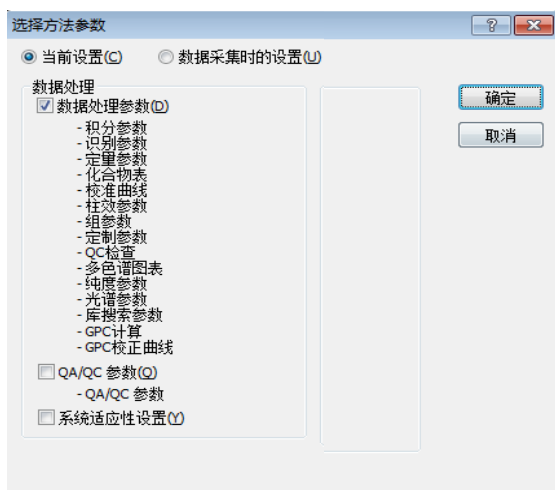 选择方法参数
当前设置(C) 数据采集时的设置(U)
数据处理
数据处理参数(D)
- 积分参数
- 识别参数
- 定量参数
- 化合物表
- 校准曲线
- 柱效参数
- 组参数
- 定制参数
- QC检查
- 多色谱图表
- 纯度参数
- 光谱参数
- 库搜索参数
- GPC计算
- GPC校正曲线
QA/QC 参数(Q)
- QA/QC 参数
系统适应性设置(Y)
确定
取消